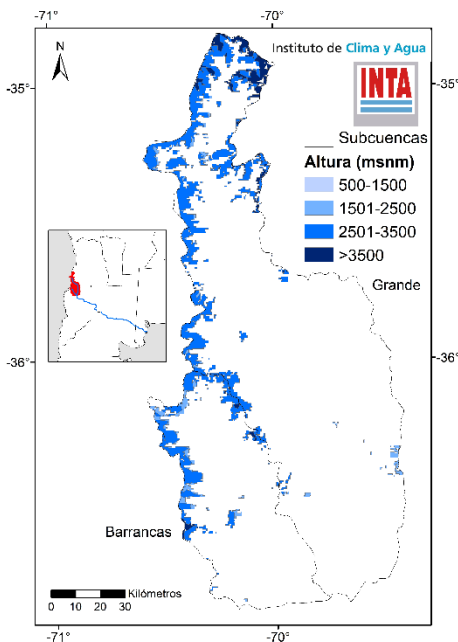 -71°
-70°
N
Instituto de Clima y Agua
-35°
-35°
INTA
Subcuencas
Altura (msnm)
500-1500
1501-2500
2501-3500
>3500
Grande
-36°
-36°
Barrancas
Kilómetros
0 10 20 30
-71°
-70°